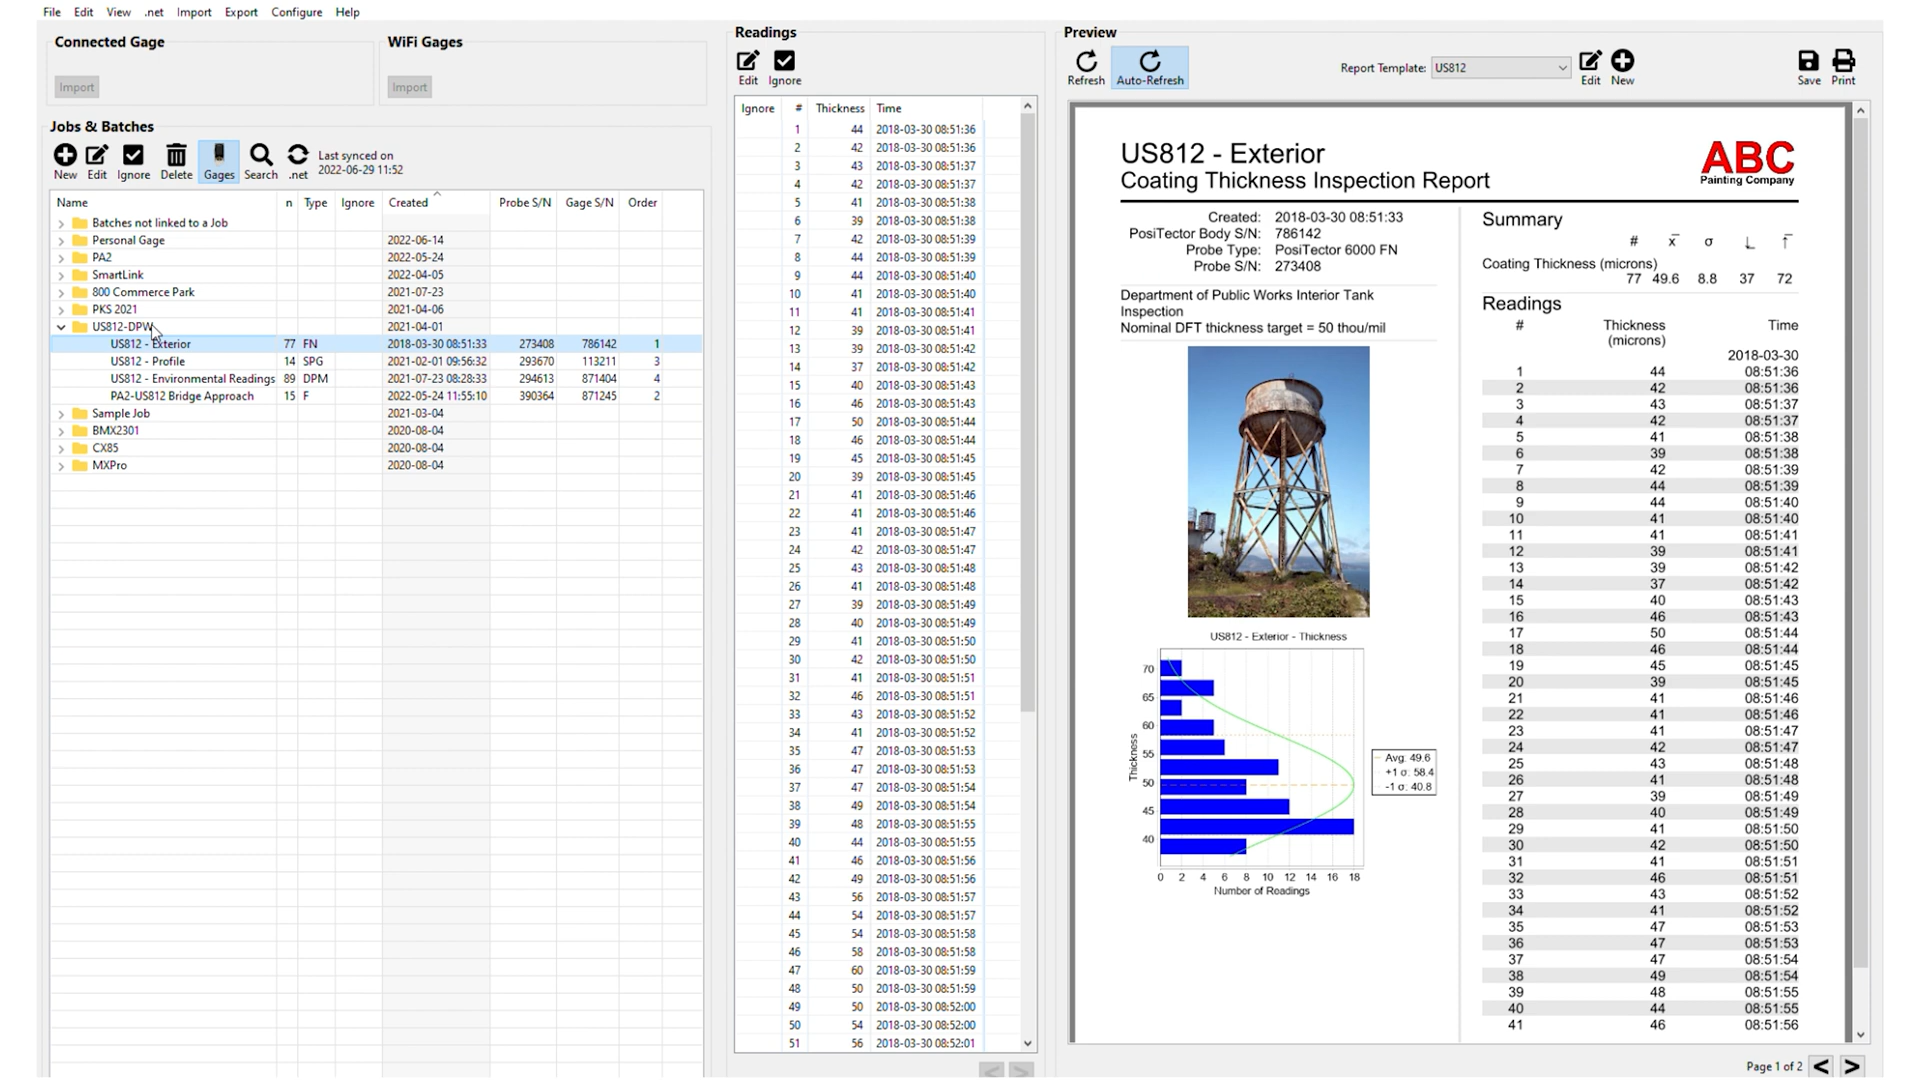 File Edit View .net Import Export Configure Help
Connected Gage
Import
WiFi Gages
Import
Jobs & Batches
New Edit Ignore Delete Gages Search .net
Last synced on
2022-06-29 11:52
Name n Type Ignore Created Probe S/N Gage S/N Order
Batches not linked to a Job
Personal Gage 2022-06-14
PA2 2022-05-24
SmartLink 2022-04-05
800 Commerce Park 2021-07-23
PKS 2021 2021-04-06
US812-DPW 2021-04-01
US812 - Exterior 77 FN 2018-03-30 08:51:33 273408 786142 1
US812 - Profile 14 SPG 2021-02-01 09:56:32 293670 113211 3
US812 - Environmental Readings 89 DPM 2021-07-23 08:28:33 294613 871404 4
PA2-US812 Bridge Approach 15 F 2022-05-24 11:55:10 390364 871245 2
Sample Job 2021-03-04
BMX2301 2020-08-04
CX85 2020-08-04
MXPro 2020-08-04
Readings
Edit Ignore
Ignore # Thickness Time
1 44 2018-03-30 08:51:36
2 42 2018-03-30 08:51:36
3 43 2018-03-30 08:51:37
4 42 2018-03-30 08:51:37
5 41 2018-03-30 08:51:38
6 39 2018-03-30 08:51:38
7 42 2018-03-30 08:51:39
8 44 2018-03-30 08:51:39
9 44 2018-03-30 08:51:40
10 41 2018-03-30 08:51:40
11 41 2018-03-30 08:51:41
12 39 2018-03-30 08:51:41
13 39 2018-03-30 08:51:42
14 37 2018-03-30 08:51:42
15 40 2018-03-30 08:51:43
16 46 2018-03-30 08:51:43
17 50 2018-03-30 08:51:44
18 46 2018-03-30 08:51:44
19 45 2018-03-30 08:51:45
20 39 2018-03-30 08:51:45
21 41 2018-03-30 08:51:46
22 41 2018-03-30 08:51:46
23 41 2018-03-30 08:51:47
24 42 2018-03-30 08:51:47
25 43 2018-03-30 08:51:48
26 41 2018-03-30 08:51:48
27 39 2018-03-30 08:51:49
28 40 2018-03-30 08:51:49
29 41 2018-03-30 08:51:50
30 42 2018-03-30 08:51:50
31 41 2018-03-30 08:51:51
32 46 2018-03-30 08:51:51
33 43 2018-03-30 08:51:52
34 41 2018-03-30 08:51:52
35 47 2018-03-30 08:51:53
36 47 2018-03-30 08:51:53
37 47 2018-03-30 08:51:54
38 49 2018-03-30 08:51:54
39 48 2018-03-30 08:51:55
40 44 2018-03-30 08:51:55
41 46 2018-03-30 08:51:56
42 49 2018-03-30 08:51:56
43 56 2018-03-30 08:51:57
44 54 2018-03-30 08:51:57
45 54 2018-03-30 08:51:58
46 58 2018-03-30 08:51:58
47 60 2018-03-30 08:51:59
48 50 2018-03-30 08:51:59
49 50 2018-03-30 08:52:00
50 54 2018-03-30 08:52:00
51 56 2018-03-30 08:52:01
Preview
Refresh Auto-Refresh Report Template: US812 Edit New Save Print
US812 - Exterior
Coating Thickness Inspection Report
ABC
Painting Company
Created: 2018-03-30 08:51:33
PosiTector Body S/N: 786142
Probe Type: PosiTector 6000 FN
Probe S/N: 273408
Department of Public Works Interior Tank
Inspection
Nominal DFT thickness target = 50 thou/mil
US812 - Exterior - Thickness
Thickness
70
65
60
55
50
45
40
0 2 4 6 8 10 12 14 16 18
Number of Readings
Avg: 49.6
+1 σ: 58.4
-1 σ: 40.8
Summary
# x̄ σ
Coating Thickness (microns)
77 49.6 8.8 37 72
Readings
# Thickness Time
(microns)
2018-03-30
1 44 08:51:36
2 42 08:51:36
3 43 08:51:37
4 42 08:51:37
5 41 08:51:38
6 39 08:51:38
7 42 08:51:39
8 44 08:51:39
9 44 08:51:40
10 41 08:51:40
11 41 08:51:41
12 39 08:51:41
13 39 08:51:42
14 37 08:51:42
15 40 08:51:43
16 46 08:51:43
17 50 08:51:44
18 46 08:51:44
19 45 08:51:45
20 39 08:51:45
21 41 08:51:46
22 41 08:51:46
23 41 08:51:47
24 42 08:51:47
25 43 08:51:48
26 41 08:51:48
27 39 08:51:49
28 40 08:51:49
29 41 08:51:50
30 42 08:51:50
31 41 08:51:51
32 46 08:51:51
33 43 08:51:52
34 41 08:51:52
35 47 08:51:53
36 47 08:51:53
37 47 08:51:54
38 49 08:51:54
39 48 08:51:55
40 44 08:51:55
41 46 08:51:56
Page 1 of 2